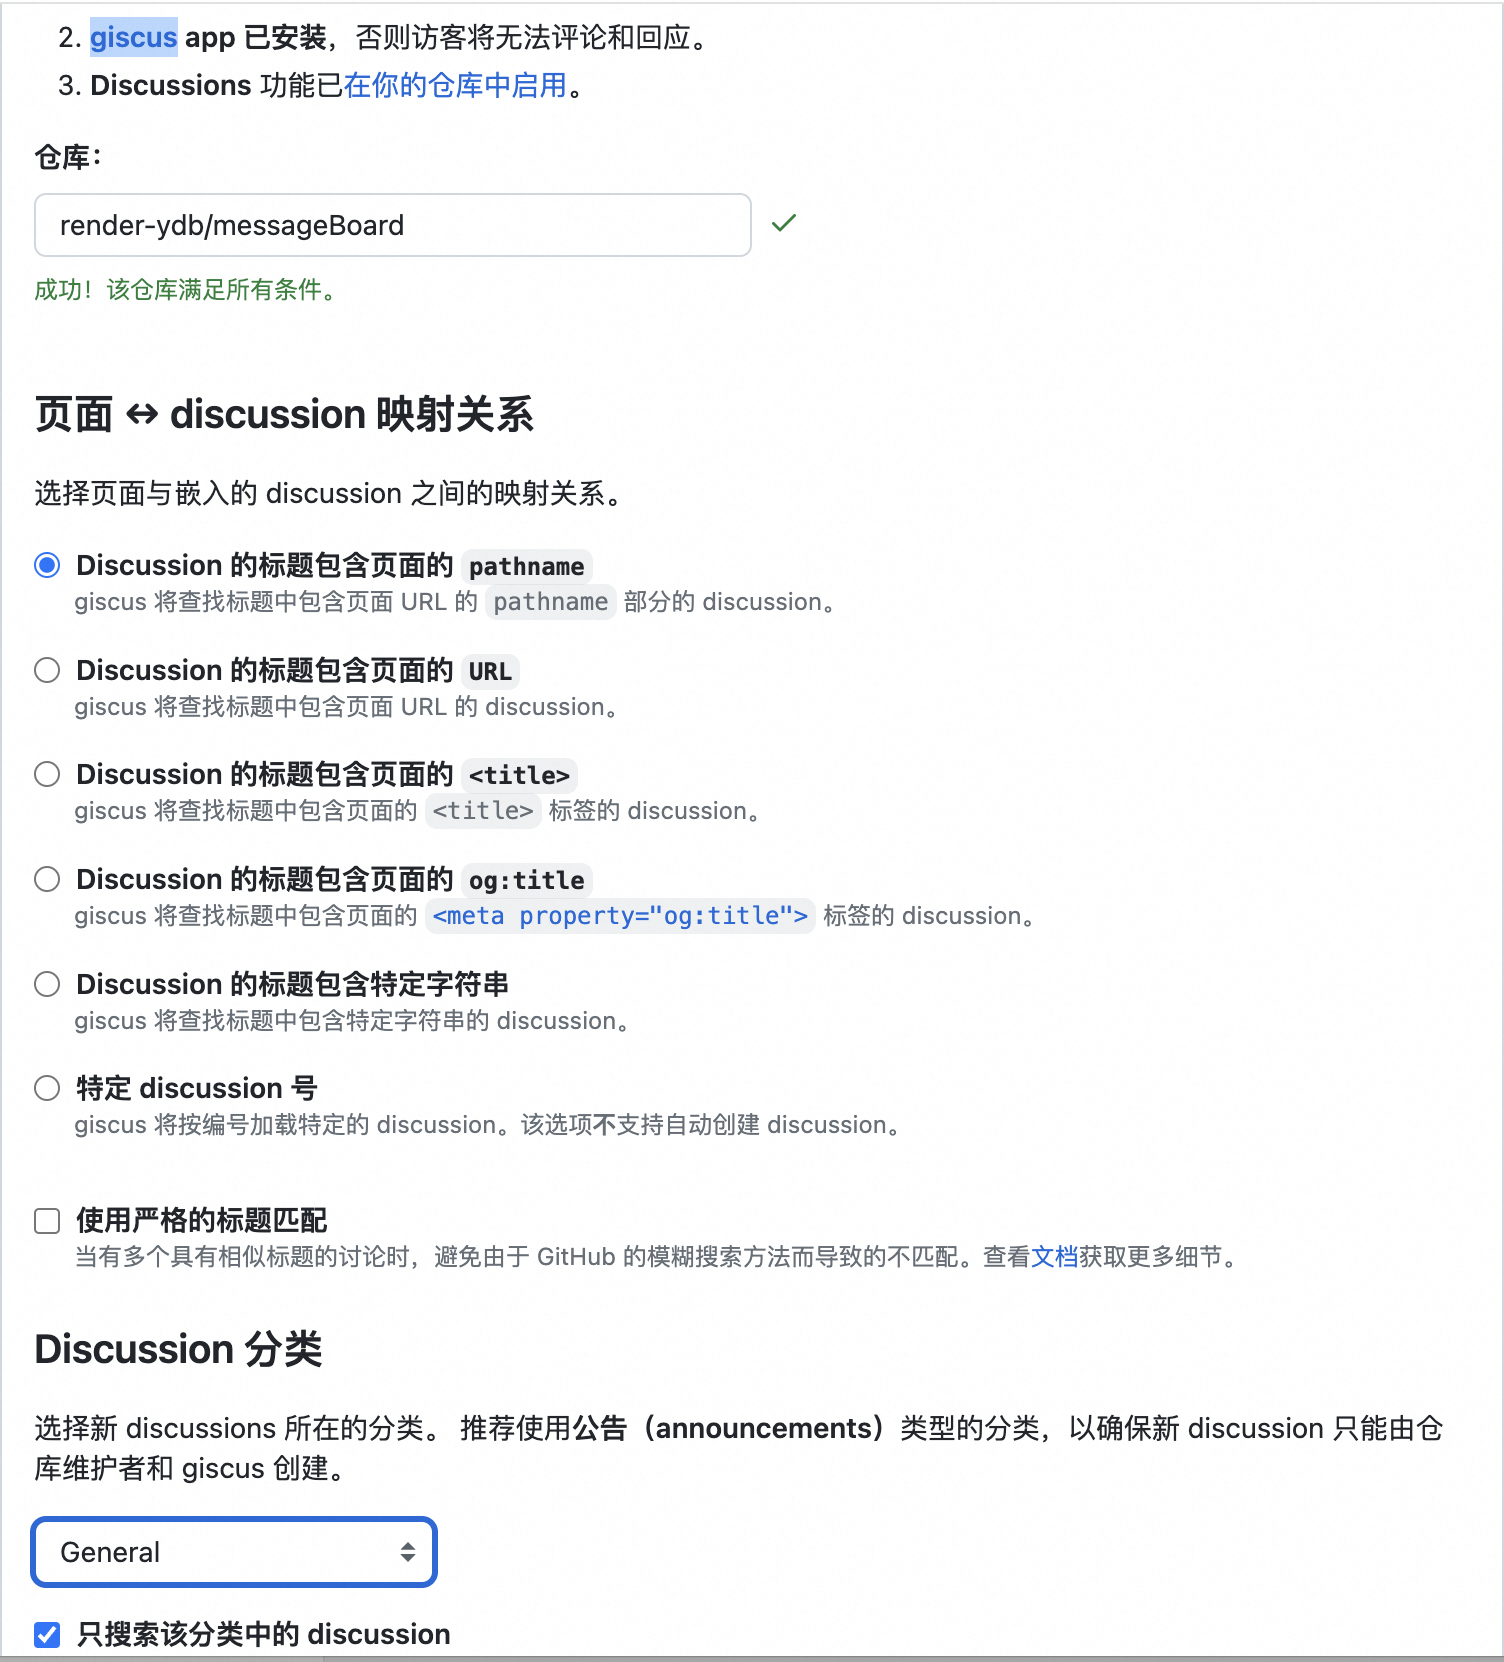 2. giscus app 已安装，否则访客将无法评论和回应。
3. Discussions 功能已在你的仓库中启用。
仓库：
render-ydb/messageBoard
成功！该仓库满足所有条件。
页面 ↔ discussion 映射关系
选择页面与嵌入的 discussion 之间的映射关系。
Discussion 的标题包含页面的 pathname
giscus 将查找标题中包含页面 URL 的 pathname 部分的 discussion。
Discussion 的标题包含页面的 URL
giscus 将查找标题中包含页面 URL 的 discussion。
Discussion 的标题包含页面的 <title>
giscus 将查找标题中包含页面的 <title> 标签的 discussion。
Discussion 的标题包含页面的 og:title
giscus 将查找标题中包含页面的 <meta property="og:title"> 标签的 discussion。
Discussion 的标题包含特定字符串
giscus 将查找标题中包含特定字符串的 discussion。
特定 discussion 号
giscus 将按编号加载特定的 discussion。该选项不支持自动创建 discussion。
使用严格的标题匹配
当有多个具有相似标题的讨论时，避免由于 GitHub 的模糊搜索方法而导致的不匹配。查看文档获取更多细节。
Discussion 分类
选择新 discussions 所在的分类。 推荐使用公告（announcements）类型的分类，以确保新 discussion 只能由仓
库维护者和 giscus 创建。
General
只搜索该分类中的 discussion